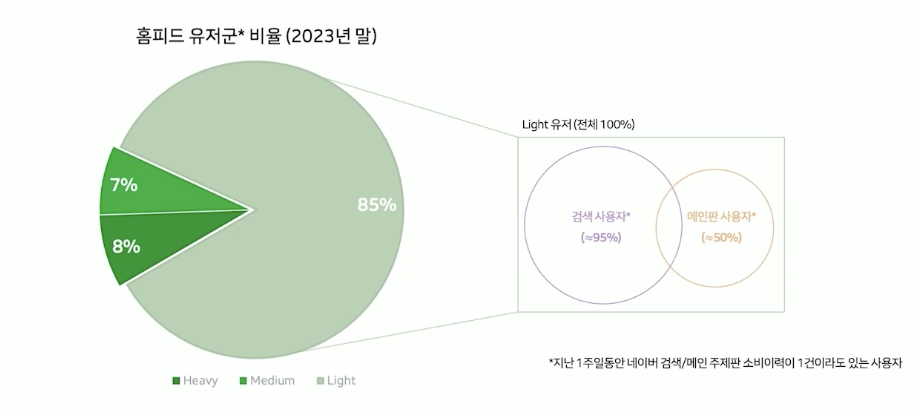 홈피드 유저군* 비율 (2023년 말)
Light 유저 (전체 100%)
7%
85%
8%
검색 사용자*
(≈95%)
메인판 사용자*
(≈50%)
*지난 1주일동안 네이버 검색/메인 주제판 소비이력이 1건이라도 있는 사용자
Heavy
Medium
Light